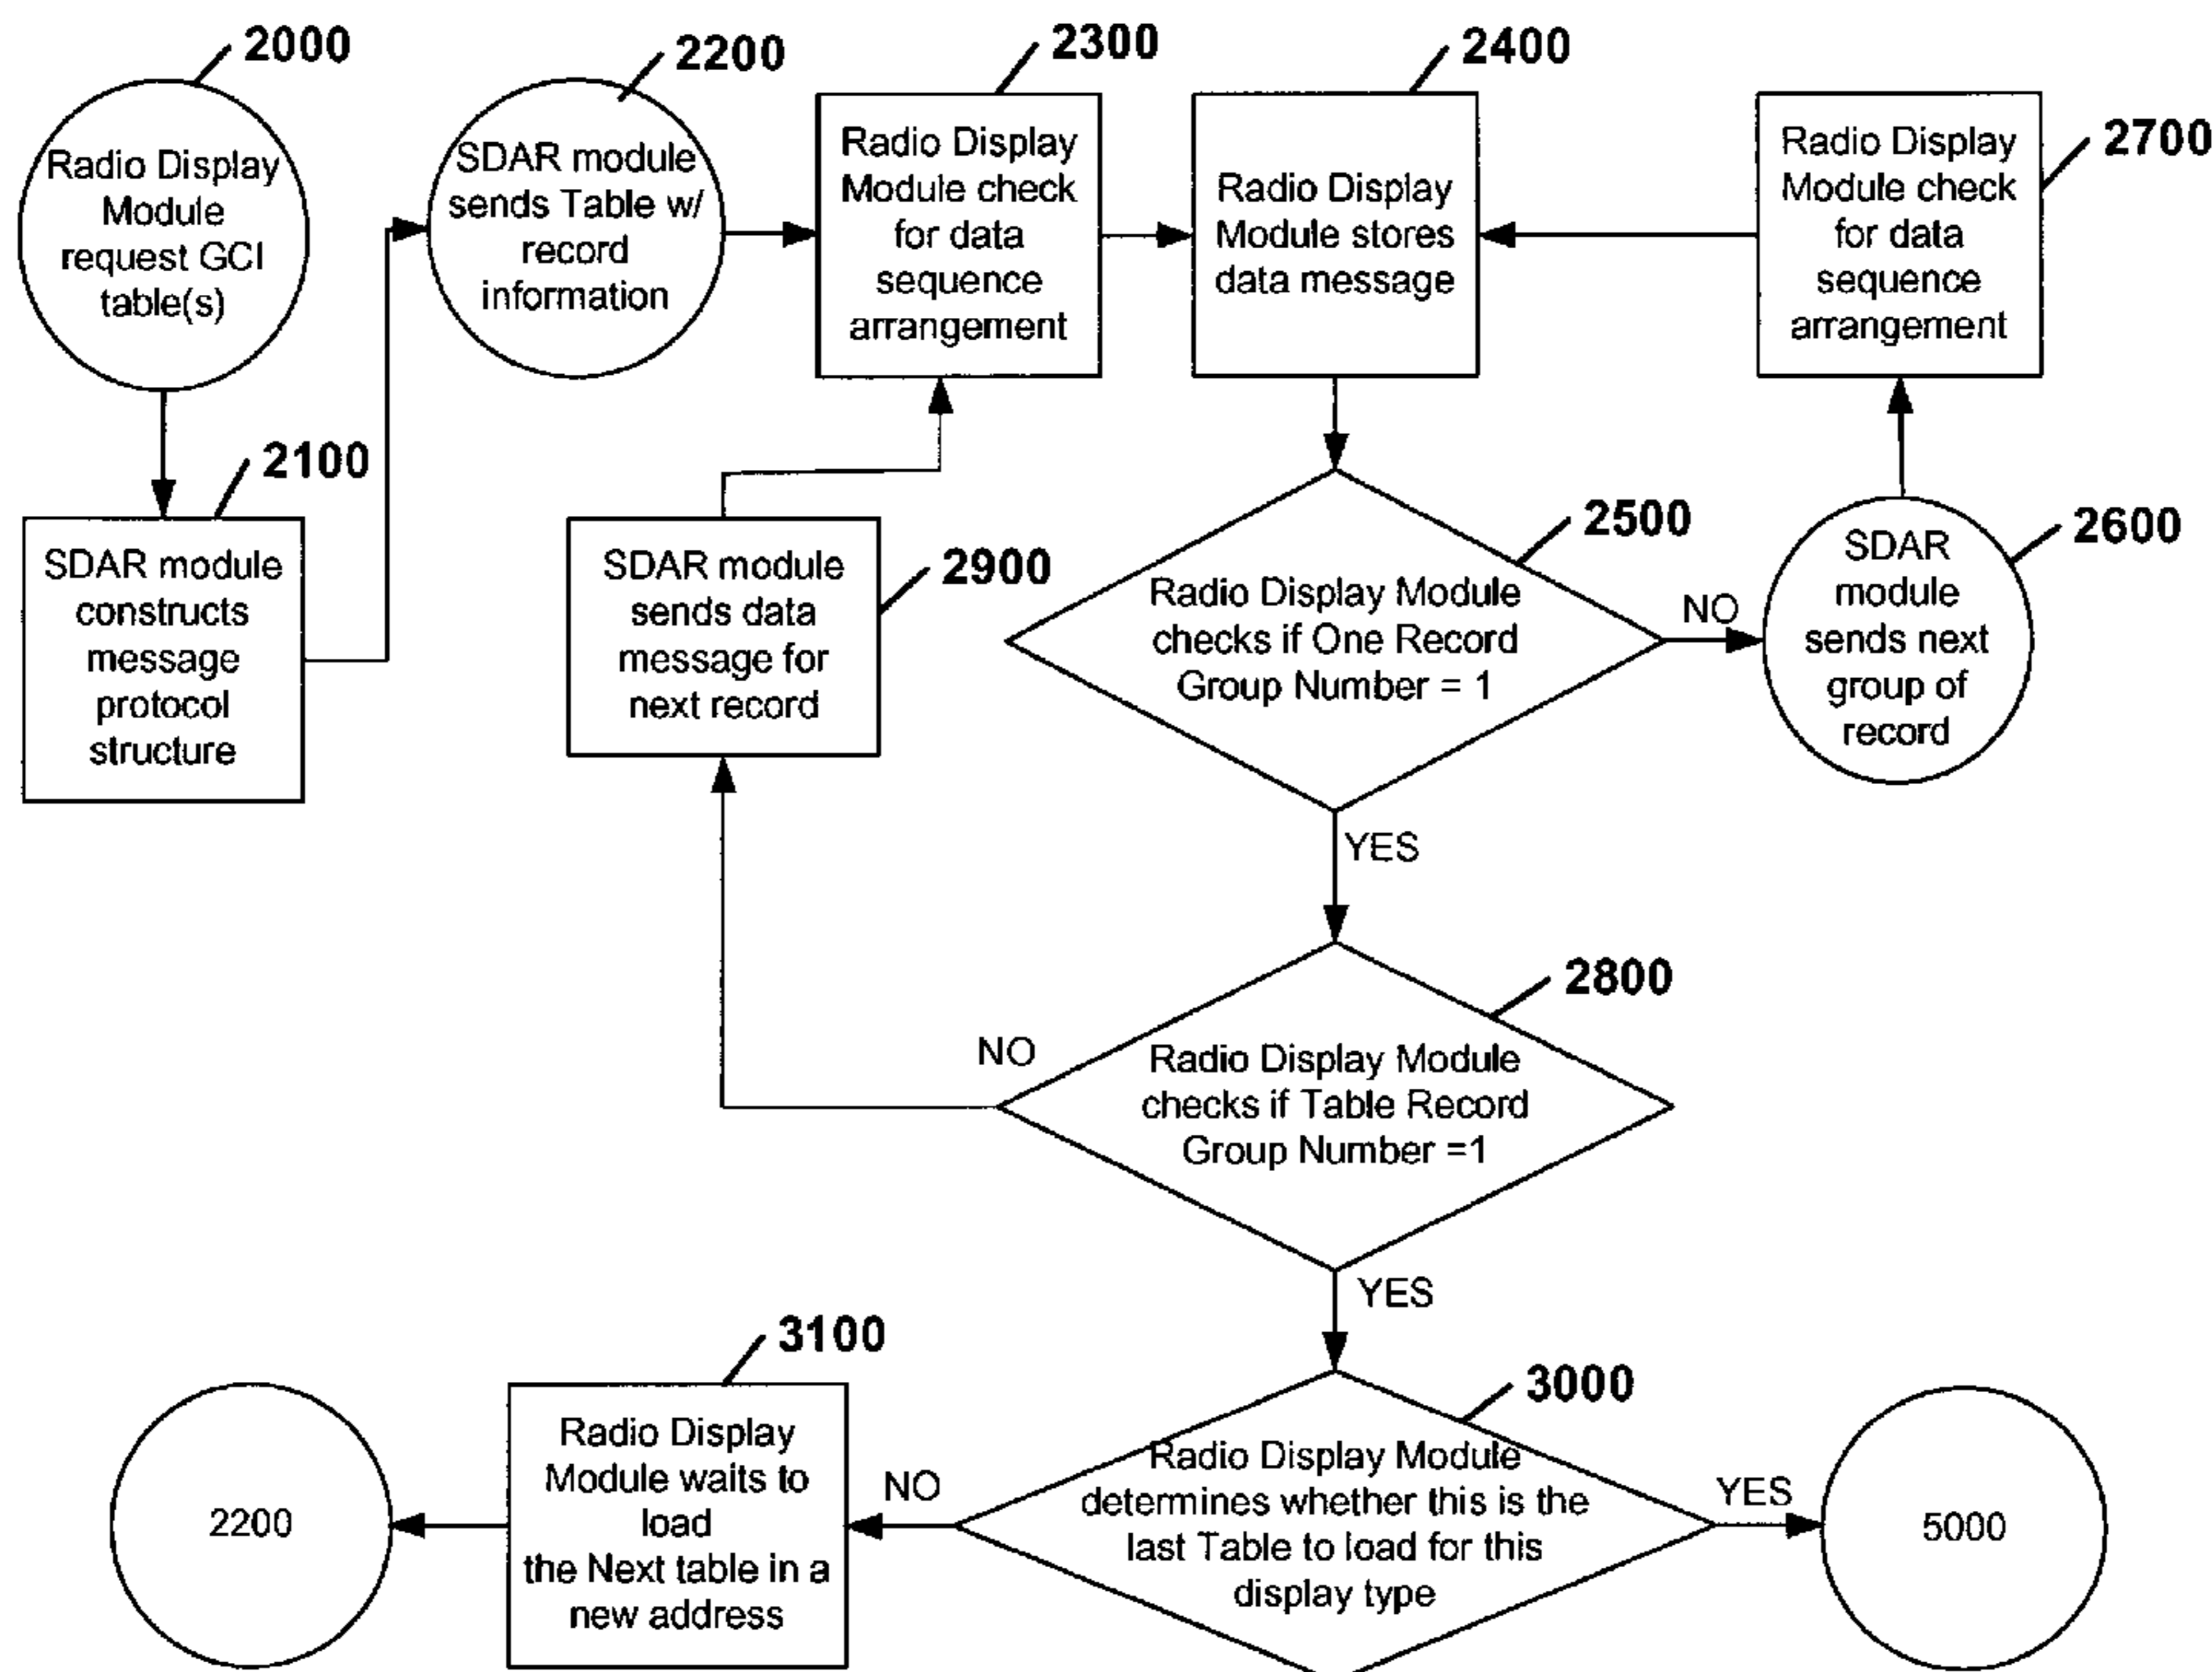 2000
Radio Display
Module
request GCI
table(s)
2100
SDAR module
constructs
message
protocol
structure
2200
SDAR module
sends Table w/
record
information
2300
Radio Display
Module check
for data
sequence
arrangement
2400
Radio Display
Module stores
data message
2700
Radio Display
Module check
for data
sequence
arrangement
2500
Radio Display Module
checks if One Record
Group Number = 1
NO
2600
SDAR
module
sends next
group of
record
2900
SDAR module
sends data
message for
next record
YES
2800
Radio Display Module
checks if Table Record
Group Number =1
NO
YES
3000
Radio Display Module
determines whether this is the
last Table to load for this
display type
NO
YES
3100
Radio Display
Module waits to
load
the Next table in a
new address
2200
5000